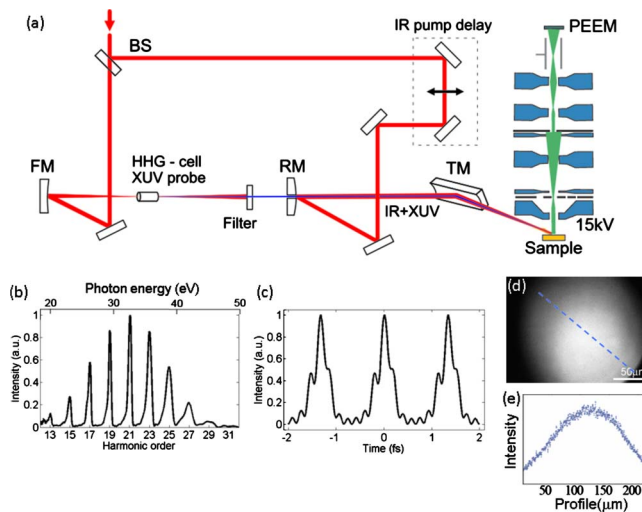 (a)
BS
IR pump delay
PEEM
FM
HHG - cell
XUV probe
RM
TM
Filter
IR+XUV
15kV
Sample
(b)
Photon energy (eV)
20 30 40 50
Intensity (a.u.)
1
0.8
0.6
0.4
0.2
0
13 15 17 19 21 23 25 27 29 31
Harmonic order
(c)
Intensity (a.u.)
1
0.8
0.6
0.4
0.2
0
-2 -1 0 1 2
Time (fs)
(d)
50µm
(e)
Intensity
50 100 150 200
Profile(µm)